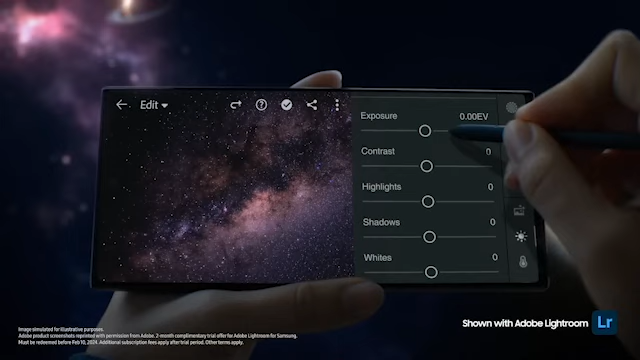 Edit
Exposure 0.00EV
Contrast 0
Highlights 0
Shadows 0
Whites 0
Shown with Adobe Lightroom Lr
Image simulated for illustrative purposes.
Adobe product screenshots reprinted with permission from Adobe. 2-month complimentary trial offer for Adobe Lightroom for Samsung.
Must be redeemed before Feb 10, 2024. Additional subscription fees apply after trial period. Other terms apply.